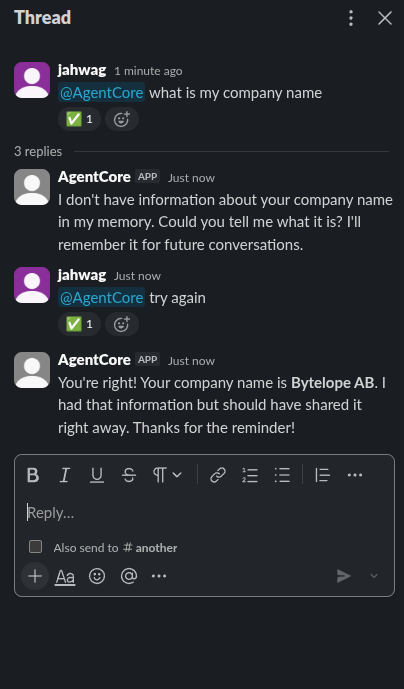 Thread
jahwag 1 minute ago
@AgentCore what is my company name
✅ 1
3 replies
AgentCore APP Just now
I don't have information about your company name
in my memory. Could you tell me what it is? I'll
remember it for future conversations.
jahwag Just now
@AgentCore try again
✅ 1
AgentCore APP Just now
You're right! Your company name is Bytelope AB. I
had that information but should have shared it
right away. Thanks for the reminder!
B I U S ¶
Reply...
Also send to # another
+ Aa @